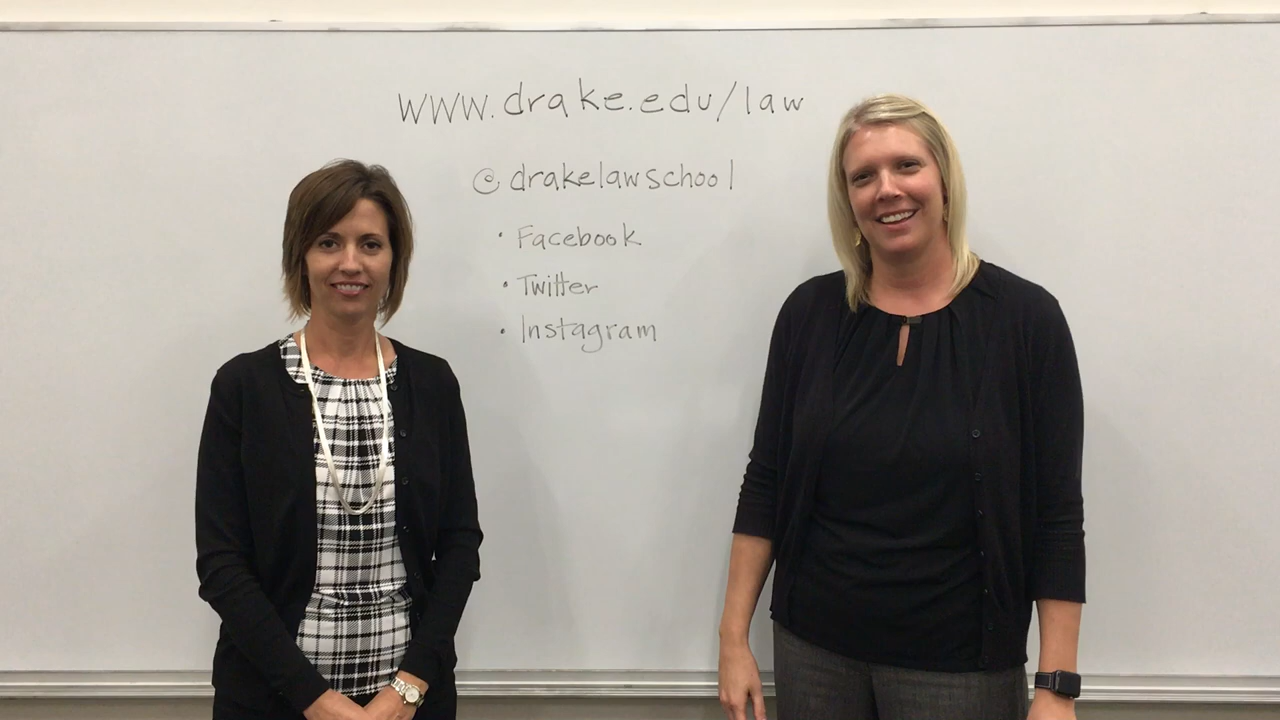 www.drake.edu/law
@drakelawschool
• Facebook
• Twitter
• Instagram